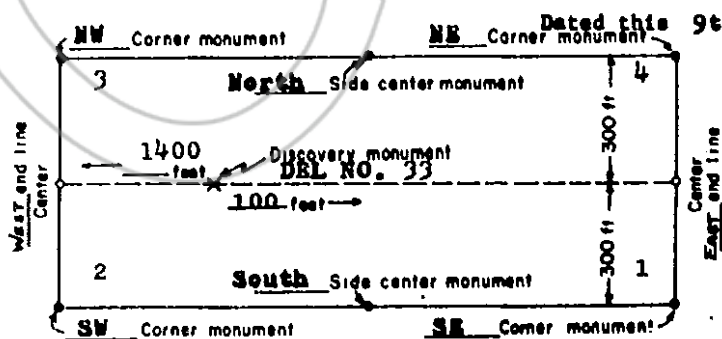 Dated this 9t
NW Corner monument
NE Corner monument
3
North Side center monument
4
300 ft
1400 feet
Discovery monument
DEL NO. 33
WEST end line
Center
Center
EAST end line
100 feet
300 ft
2
South Side center monument
1
SW Corner monument
SE Corner monument